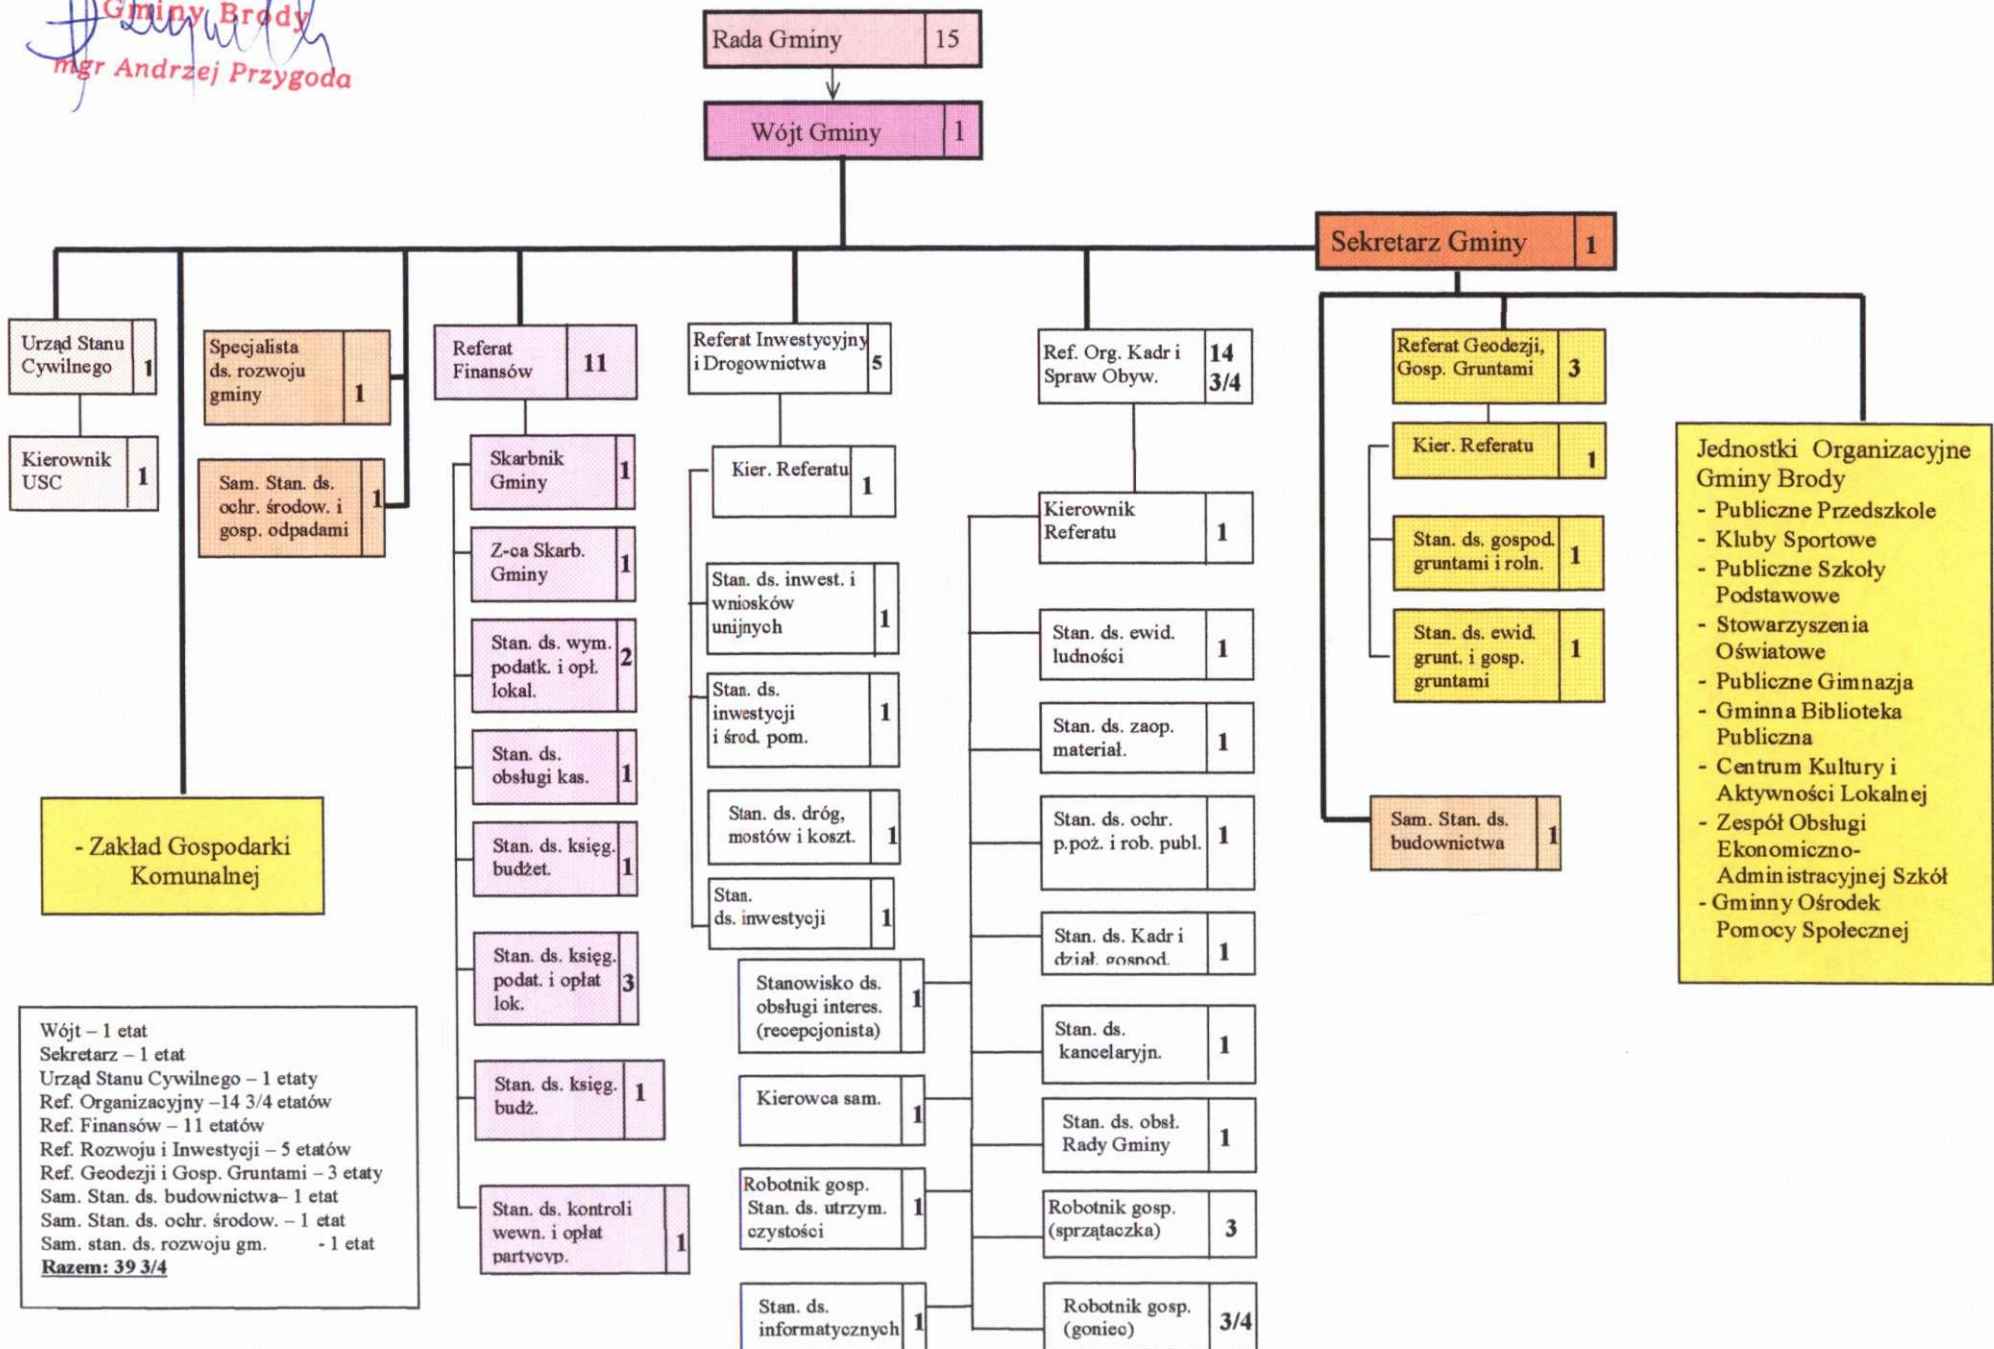 Gminy Brody
mgr Andrzej Przygoda
Rada Gminy 15
Wójt Gminy 1
Sekretarz Gminy 1
Urząd Stanu
Cywilnego 1
Kierownik
USC 1
Specjalista
ds. rozwoju
gminy 1
Sam. Stan. ds.
ochr. środow. i
gosp. odpadami 1
- Zakład Gospodarki
Komunalnej
Referat
Finansów 11
Skarbnik
Gminy 1
Z-ca Skarb.
Gminy 1
Stan. ds. wym.
podatk. i opł.
lokal. 2
Stan. ds.
obsługi kas. 1
Stan. ds. księg.
budżet. 1
Stan. ds. księg.
podat. i opłat
lok. 3
Stan. ds. księg.
budż. 1
Stan. ds. kontroli
wewn. i opłat
partycyp. 1
Referat Inwestycyjny
i Drogownictwa 5
Kier. Referatu 1
Stan. ds. inwest. i
wniosków
unijnych 1
Stan. ds.
inwestycji
i środ. pom. 1
Stan. ds. dróg,
mostów i koszt. 1
Stan.
ds. inwestycji 1
Ref. Org. Kadr i
Spraw Obyw. 14 3/4
Kierownik
Referatu 1
Stan. ds. ewid.
ludności 1
Stan. ds. zaop.
materiał. 1
Stan. ds. ochr.
p.poż. i rob. publ. 1
Stan. ds. Kadr i
dział. gospod. 1
Stan. ds.
kancelaryjn. 1
Stan. ds. obsł.
Rady Gminy 1
Robotnik gosp.
(sprzątaczka) 3
Robotnik gosp.
(goniec) 3/4
Stanowisko ds.
obsługi interes.
(recepcjonista) 1
Kierowca sam. 1
Robotnik gosp.
Stan. ds. utrzym.
czystości 1
Stan. ds.
informatycznych 1
Referat Geodezji,
Gosp. Gruntami 3
Kier. Referatu 1
Stan. ds. gospod.
gruntami i roln. 1
Stan. ds. ewid.
grunt. i gosp.
gruntami 1
Sam. Stan. ds.
budownictwa 1
Jednostki Organizacyjne
Gminy Brody
- Publiczne Przedszkole
- Kluby Sportowe
- Publiczne Szkoły
Podstawowe
- Stowarzyszenia
Oświatowe
- Publiczne Gimnazja
- Gminna Biblioteka
Publiczna
- Centrum Kultury i
Aktywności Lokalnej
- Zespół Obsługi
Ekonomiczno-
Administracyjnej Szkół
- Gminny Ośrodek
Pomocy Społecznej
Wójt – 1 etat
Sekretarz – 1 etat
Urząd Stanu Cywilnego – 1 etaty
Ref. Organizacyjny –14 3/4 etatów
Ref. Finansów – 11 etatów
Ref. Rozwoju i Inwestycji – 5 etatów
Ref. Geodezji i Gosp. Gruntami – 3 etaty
Sam. Stan. ds. budownictwa– 1 etat
Sam. Stan. ds. ochr. środow. – 1 etat
Sam. stan. ds. rozwoju gm. - 1 etat
Razem: 39 3/4